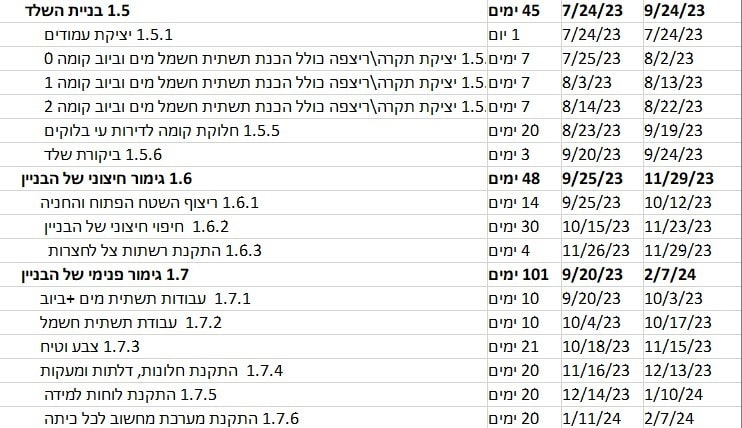 1.5 בניית השלד 45 ימים 7/24/23 9/24/23
1.5.1 יציקת עמודים 1 יום 7/24/23 7/24/23
1.5. יציקת תקרה\ריצפה כולל הכנת תשתית חשמל מים וביוב קומה 0 7 ימים 7/25/23 8/2/23
1.5. יציקת תקרה\ריצפה כולל הכנת תשתית חשמל מים וביוב קומה 1 7 ימים 8/3/23 8/13/23
1.5. יציקת תקרה\ריצפה כולל הכנת תשתית חשמל מים וביוב קומה 2 7 ימים 8/14/23 8/22/23
1.5.5 חלוקת קומה לדירות עי בלוקים 20 ימים 8/23/23 9/19/23
1.5.6 ביקורת שלד 3 ימים 9/20/23 9/24/23
1.6 גימור חיצוני של הבניין 48 ימים 9/25/23 11/29/23
1.6.1 ריצוף השטח הפתוח והחניה 14 ימים 9/25/23 10/12/23
1.6.2 חיפוי חיצוני של הבניין 30 ימים 10/15/23 11/23/23
1.6.3 התקנת רשתות צל לחצרות 4 ימים 11/26/23 11/29/23
1.7 גימור פנימי של הבניין 101 ימים 9/20/23 2/7/24
1.7.1 עבודות תשתית מים +ביוב 10 ימים 9/20/23 10/3/23
1.7.2 עבודת תשתית חשמל 10 ימים 10/4/23 10/17/23
1.7.3 צבע וטיח 21 ימים 10/18/23 11/15/23
1.7.4 התקנת חלונות, דלתות ומעקות 20 ימים 11/16/23 12/13/23
1.7.5 התקנת לוחות למידה 20 ימים 12/14/23 1/10/24
1.7.6 התקנת מערכת מחשוב לכל כיתה 20 ימים 1/11/24 2/7/24